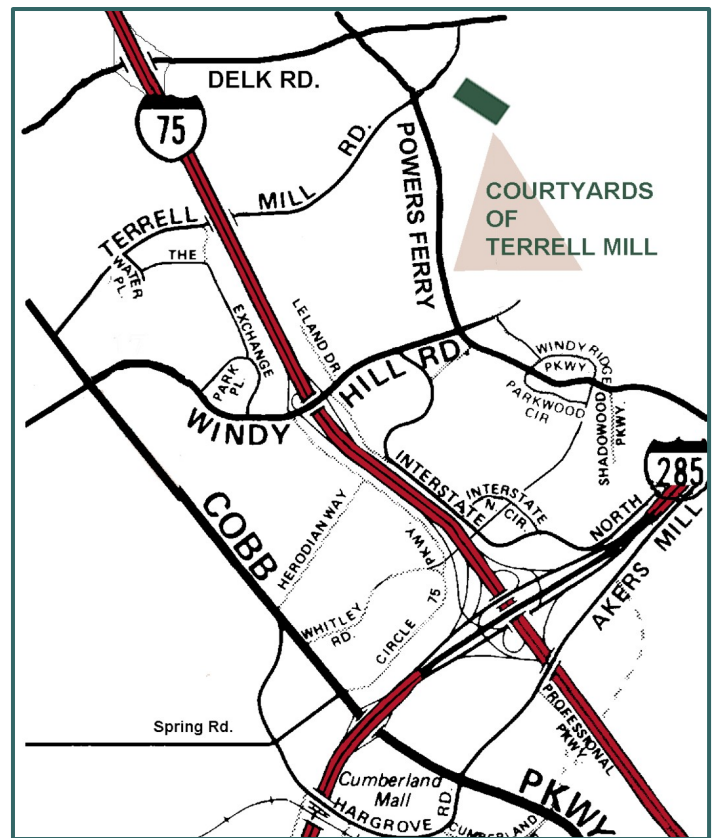 DELK RD.
75
TERRELL MILL RD.
POWERS FERRY
COURTYARDS
OF
TERRELL MILL
WATER
PL.
THE EXCHANGE
LELAND DR.
PARK
PL.
WINDY HILL RD.
WINDY RIDGE
PKWY
PARKWOOD
CIR
SHADOWOOD
PKWY.
285
INTERSTATE NORTH
PKWY
INTERSTATE
N. CIR.
COBB PKWY
HERODIAN WAY
WHITLEY
RD.
CIRCLE 75
AKERS MILL
PROFESSIONAL
PKWY
Spring Rd.
Cumberland
Mall
HARGROVE RD.
CUMBERLAND